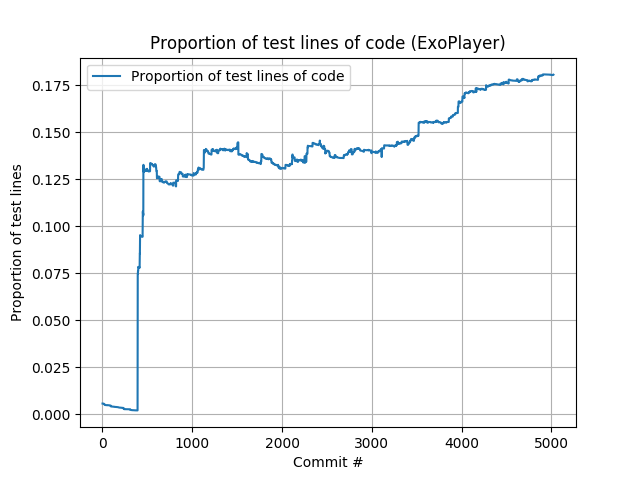 Proportion of test lines of code (ExoPlayer)
Proportion of test lines of code
0.175
0.150
0.125
0.100
0.075
0.050
0.025
0.000
Proportion of test lines
0 1000 2000 3000 4000 5000
Commit #